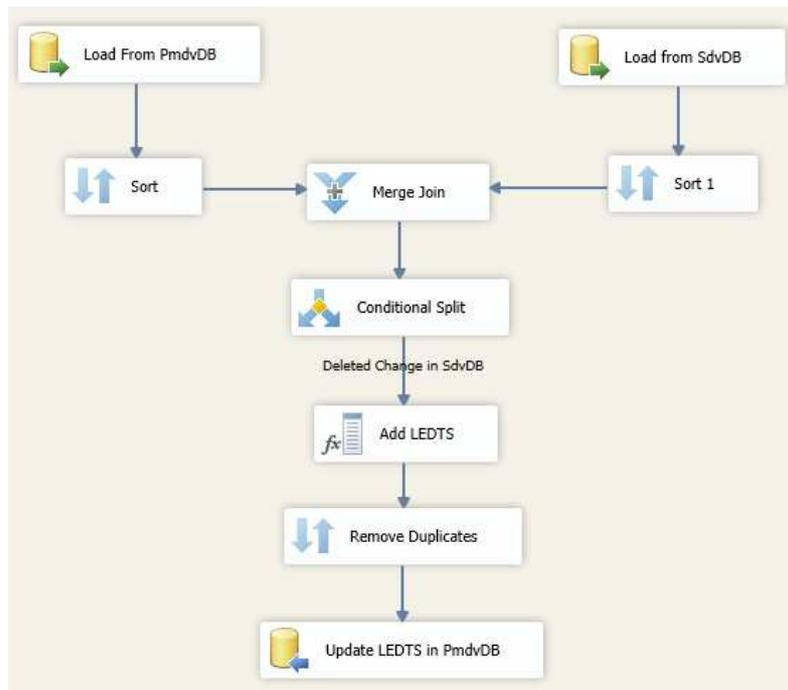 Load From PmdvDB
Load from SdvDB
Sort
Merge Join
Sort 1
Conditional Split
Deleted Change in SdvDB
fx
Add LEDTS
Remove Duplicates
Update LEDTS in PmdvDB